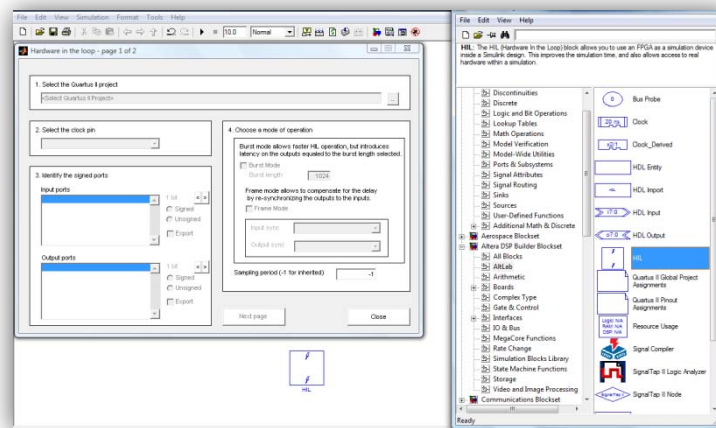 File Edit View Simulation Format Tools Help
10.0 Normal
Hardware in the loop - page 1 of 2
1. Select the Quartus II project
<Select Quartus II Project>
...
2. Select the clock pin
3. Identify the signed ports
Input ports
1 bit
Signed
Unsigned
Export
Output ports
1 bit
Signed
Unsigned
Export
4. Choose a mode of operation
Burst mode allows faster HIL operation, but introduces
latency on the outputs equaled to the burst length selected.
Burst Mode
Burst length 1024
Frame mode allows to compensate for the delay
by re-synchronizing the outputs to the inputs.
Frame Mode
Input sync
Output sync
Sampling period (-1 for inherited) -1
Next page Close
HIL
File Edit View Help
HIL: The HIL (Hardware In the Loop) block allows you to use an FPGA as a simulation device
inside a Simulink design. This improves the simulation time, and also allows access to real
hardware within a simulation.
Discontinuities
Discrete
Logic and Bit Operations
Lookup Tables
Math Operations
Model Verification
Model-Wide Utilities
Ports & Subsystems
Signal Attributes
Signal Routing
Sinks
Sources
User-Defined Functions
Additional Math & Discrete
Aerospace Blockset
Altera DSP Builder Blockset
All Blocks
AltLab
Arithmetic
Boards
Complex Type
Gate & Control
Interfaces
IO & Bus
MegaCore Functions
Rate Change
Simulation Blocks Library
State Machine Functions
Storage
Video and Image Processing
Communications Blockset
0 Bus Probe
20 ns Clock
Clock_Derived
HDL Entity
HDL Import
i7:0 HDL Input
o7:0 HDL Output
HIL
Quartus II Global Project
Assignments
Quartus II Pinout
Assignments
Logic: N/A
RAM: N/A
DSP: N/A
Resource Usage
Signal Compiler
SignalTap II Logic Analyzer
SignalTap II Node
Ready